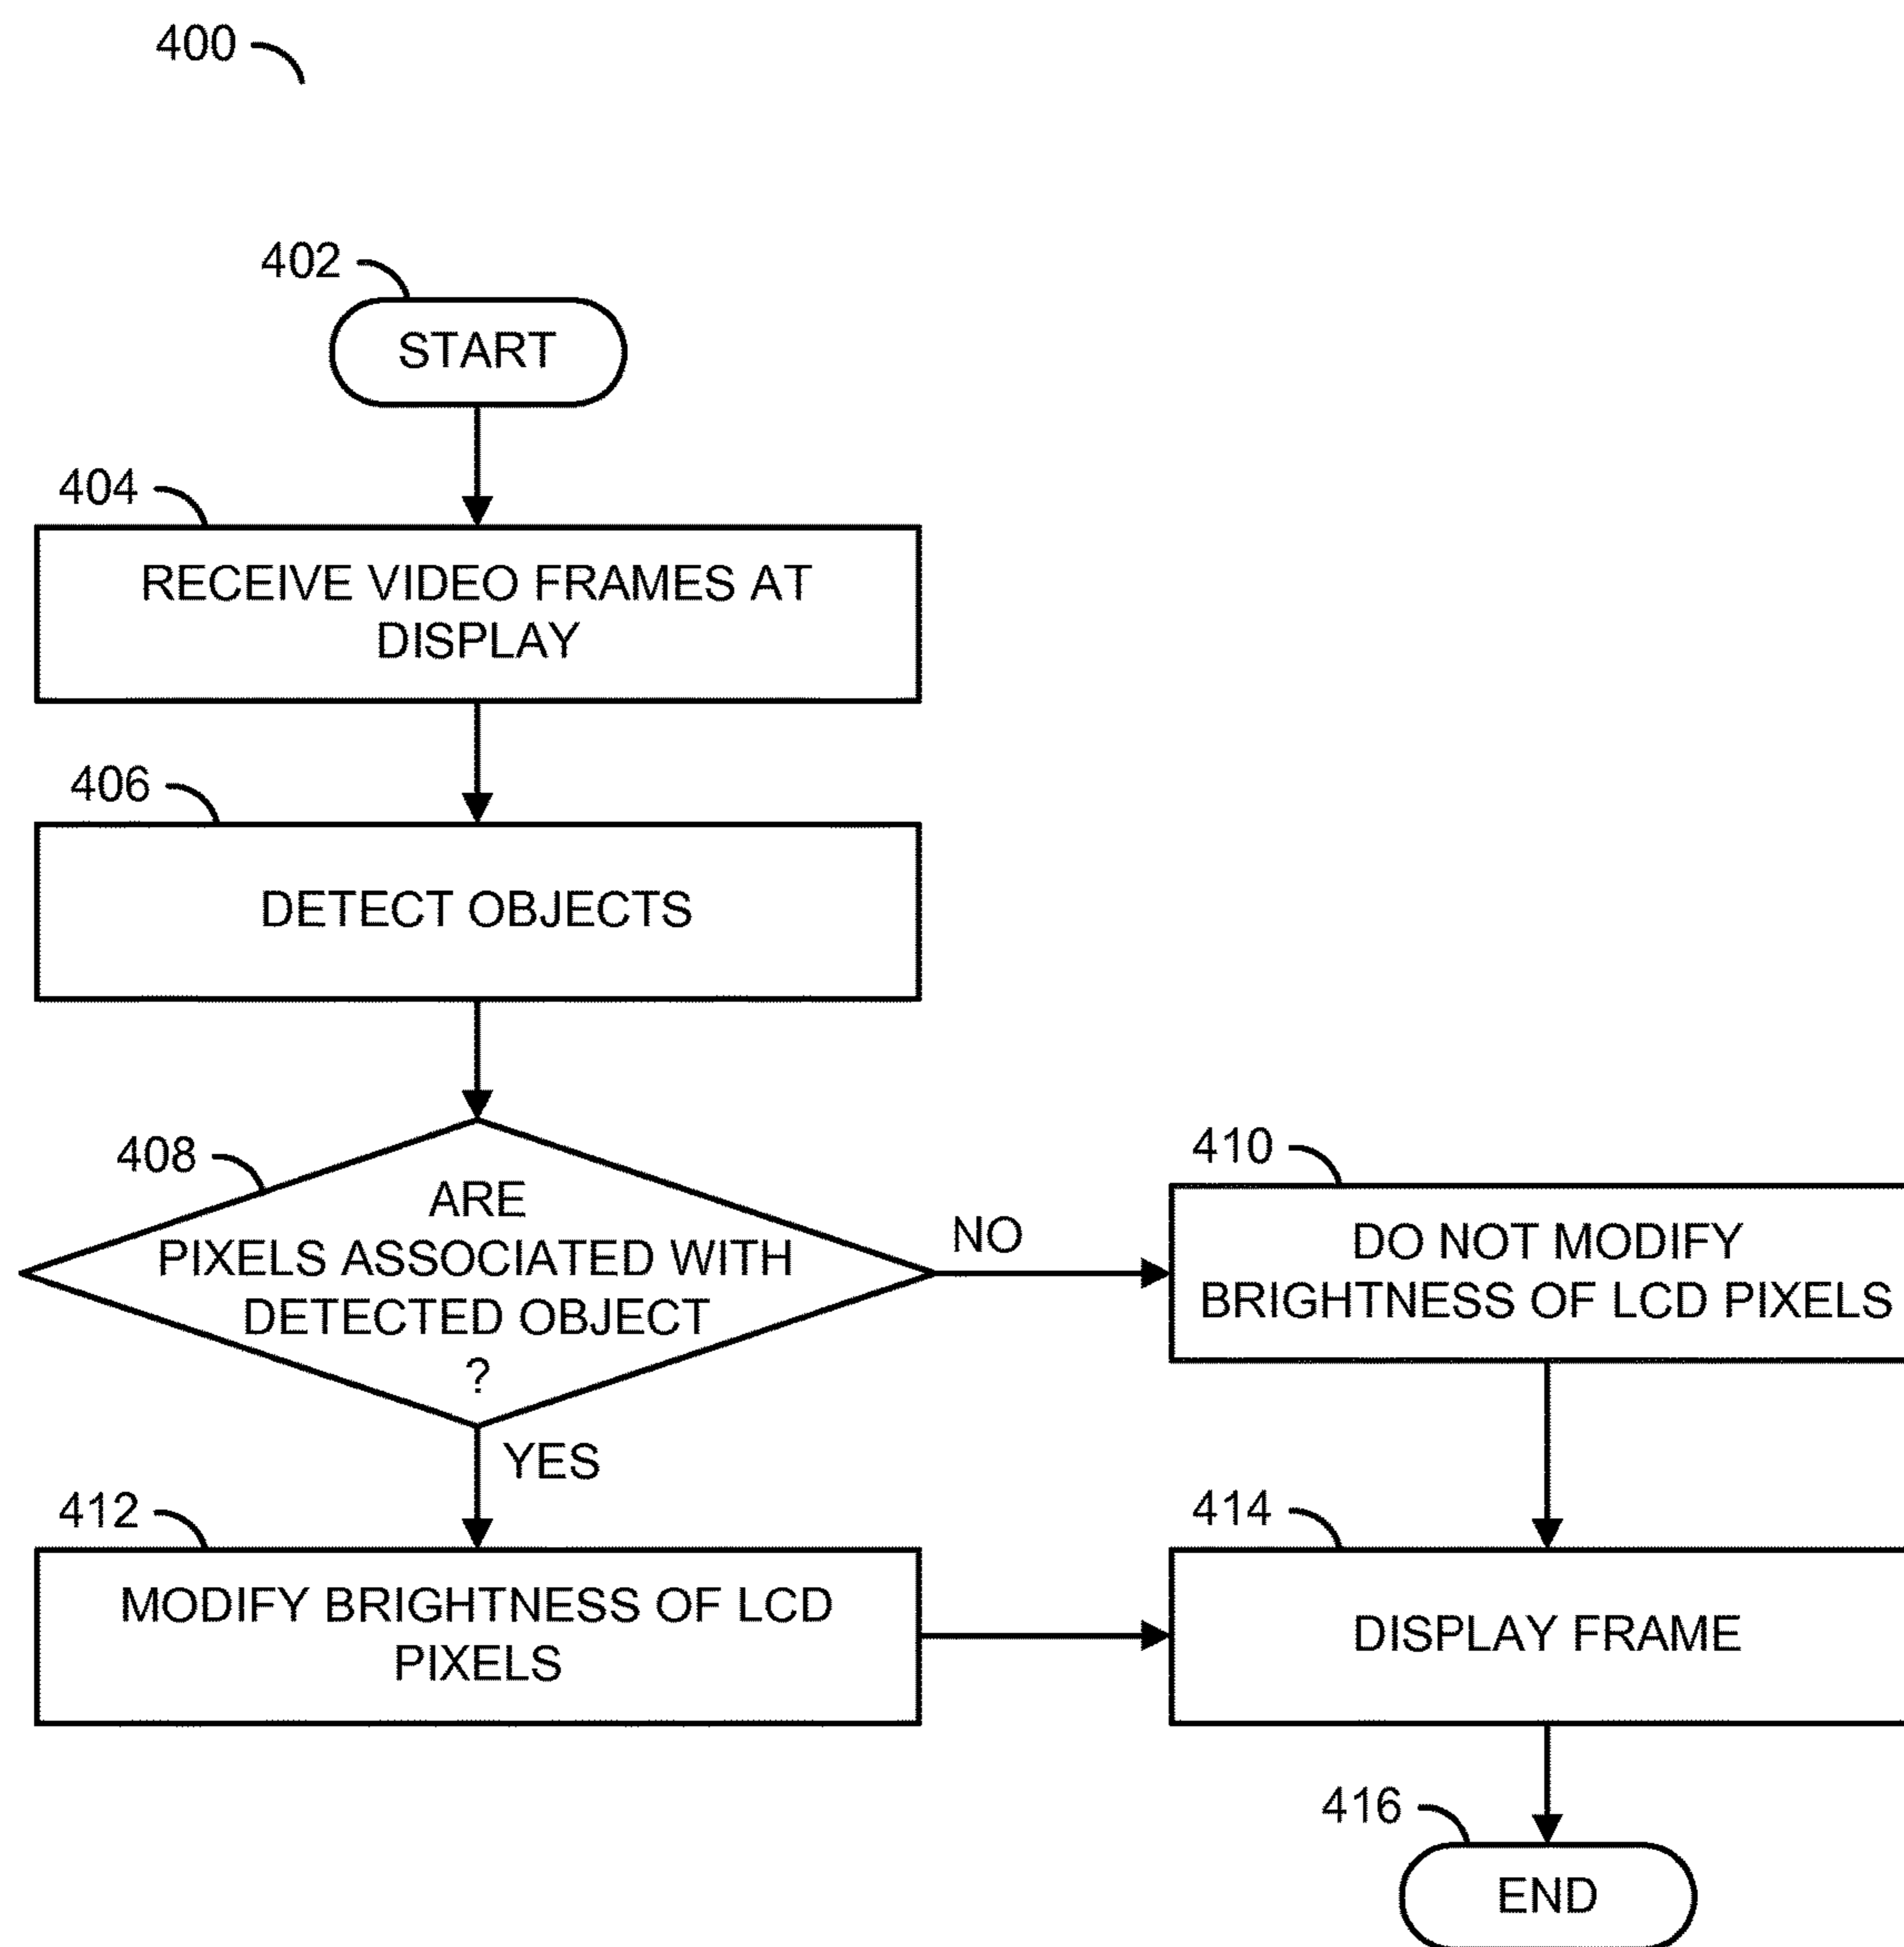 400
402
START
404
RECEIVE VIDEO FRAMES AT
DISPLAY
406
DETECT OBJECTS
408
ARE
PIXELS ASSOCIATED WITH
DETECTED OBJECT
?
NO
410
DO NOT MODIFY
BRIGHTNESS OF LCD PIXELS
YES
412
MODIFY BRIGHTNESS OF LCD
PIXELS
414
DISPLAY FRAME
416
END